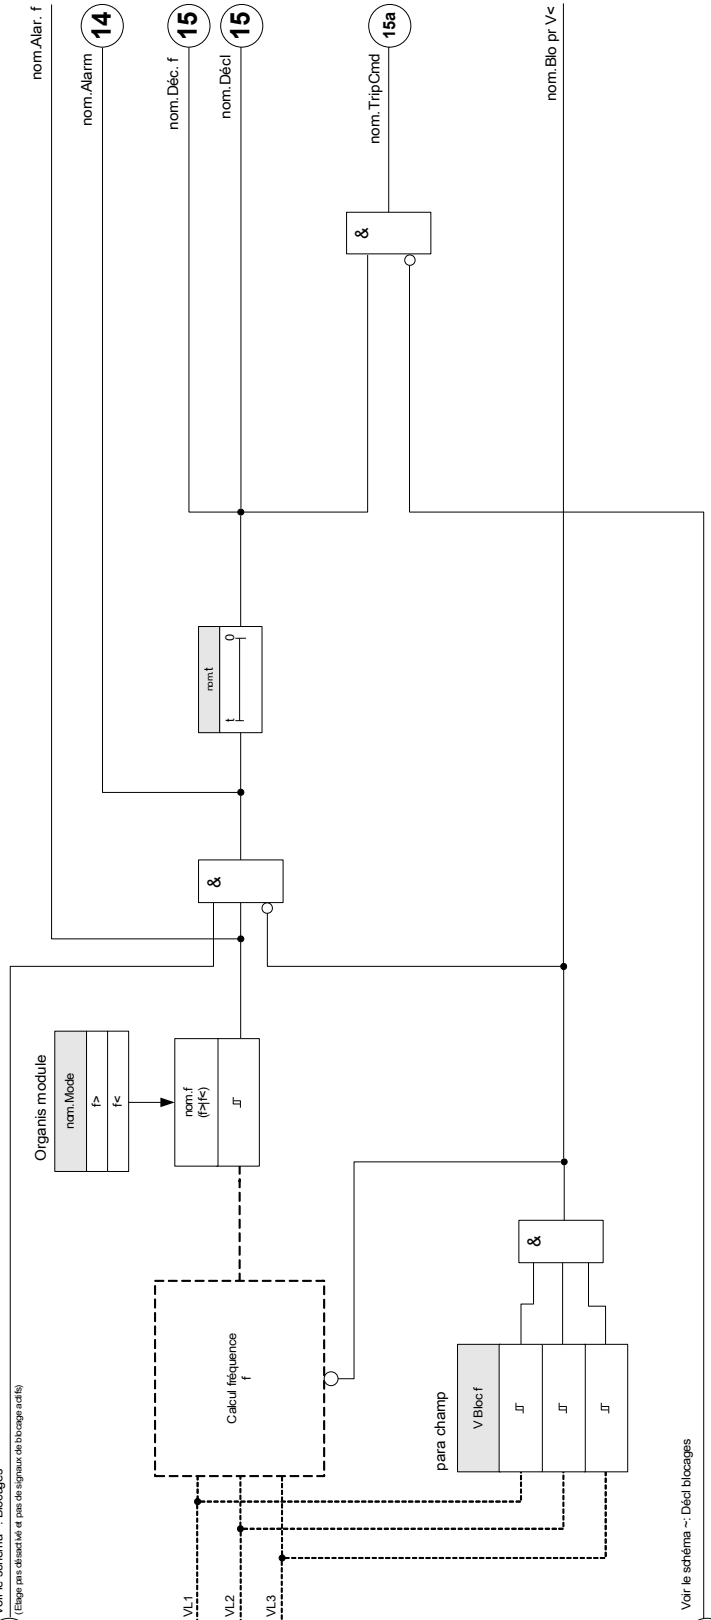 nom.Alar. f
14
nom.Alarm
15
nom.Déc. f
15
nom.Décl
15a
nom.TripCmd
nom.Blo pr V<
&
nom.t
t 0
&
Organis module
nom.Mode
f>
f<
nom.f
(f>|f<)
Calcul fréquence
f
&
para champ
V Bloc f
VL1
VL2
VL3
(Etage pas désactivé et pas de signaux de blocage actifs)
Voir le schéma ~: Décl blocages